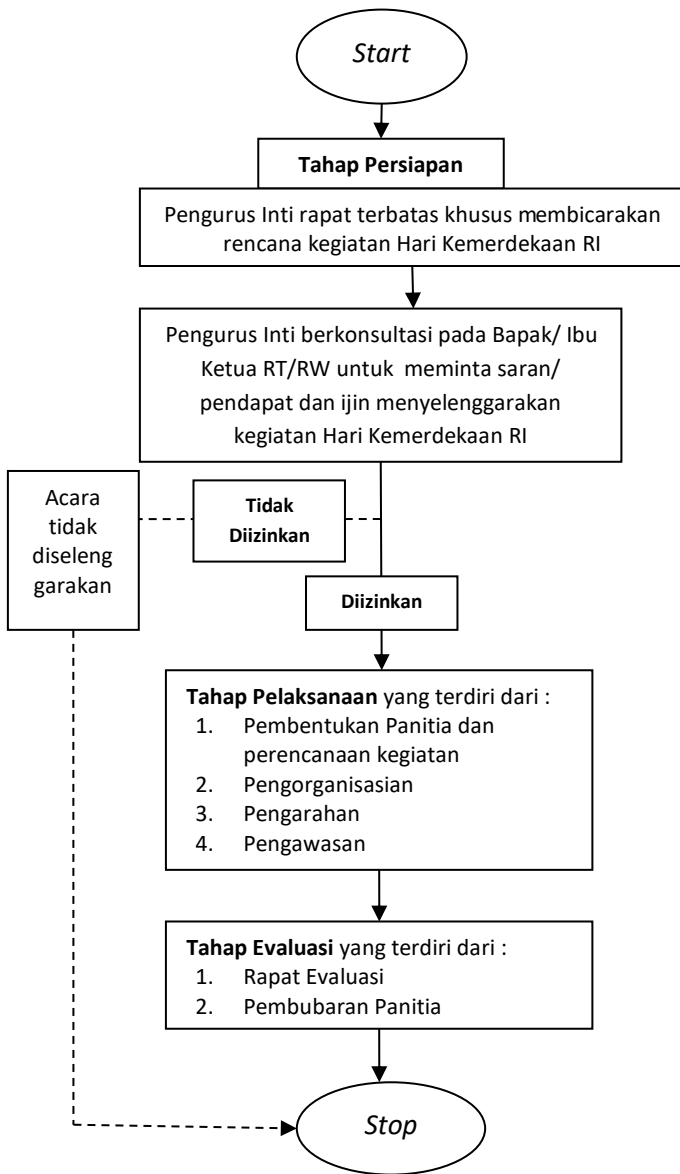 Start
Tahap Persiapan
Pengurus Inti rapat terbatas khusus membicarakan
rencana kegiatan Hari Kemerdekaan RI
Pengurus Inti berkonsultasi pada Bapak/ Ibu
Ketua RT/RW untuk meminta saran/
pendapat dan ijin menyelenggarakan
kegiatan Hari Kemerdekaan RI
Acara
tidak
diseleng
garakan
Tidak
Diizinkan
Diizinkan
Tahap Pelaksanaan yang terdiri dari :
1. Pembentukan Panitia dan
perencanaan kegiatan
2. Pengorganisasian
3. Pengarahan
4. Pengawasan
Tahap Evaluasi yang terdiri dari :
1. Rapat Evaluasi
2. Pembubaran Panitia
Stop